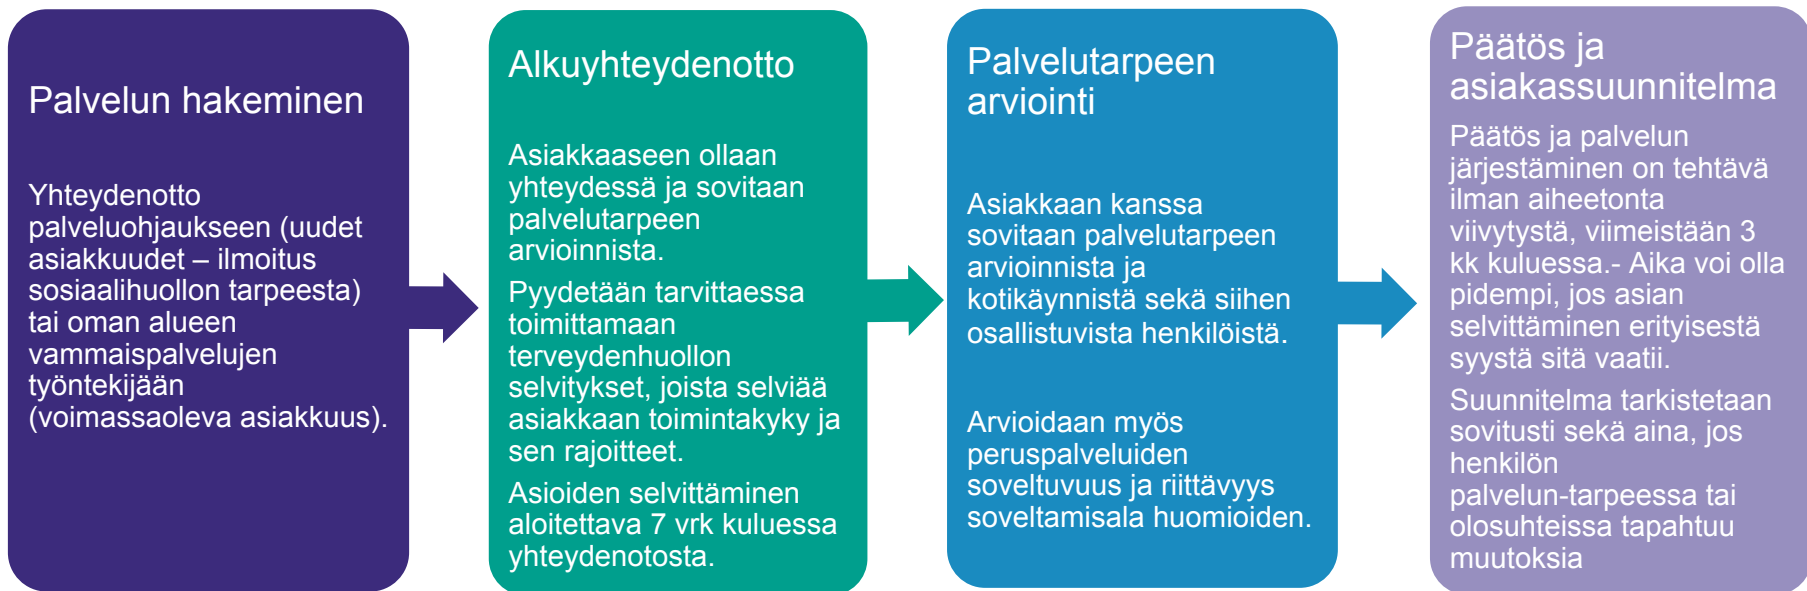 Palvelun hakeminen
Yhteydenotto
palveluohjaukseen (uudet
asiakkuudet – ilmoitus
sosiaalihuollon tarpeesta)
tai oman alueen
vammaispalvelujen
työntekijään
(voimassaoleva asiakkuus).
Alkuyhteydenotto
Asiakkaaseen ollaan
yhteydessä ja sovitaan
palvelutarpeen
arvioinnista.
Pyydetään tarvittaessa
toimittamaan
terveydenhuollon
selvitykset, joista selviää
asiakkaan toimintakyky ja
sen rajoitteet.
Asioiden selvittäminen
aloitettava 7 vrk kuluessa
yhteydenotosta.
Palvelutarpeen
arviointi
Asiakkaan kanssa
sovitaan palvelutarpeen
arvioinnista ja
kotikäynnistä sekä siihen
osallistuvista henkilöistä.
Arvioidaan myös
peruspalveluiden
soveltuvuus ja riittävyys
soveltamisala huomioiden.
Päätös ja
asiakassuunnitelma
Päätös ja palvelun
järjestäminen on tehtävä
ilman aiheetonta
viivytystä, viimeistään 3
kk kuluessa.- Aika voi olla
pidempi, jos asian
selvittäminen erityisestä
syystä sitä vaatii.
Suunnitelma tarkistetaan
sovitusti sekä aina, jos
henkilön
palvelun-tarpeessa tai
olosuhteissa tapahtuu
muutoksia